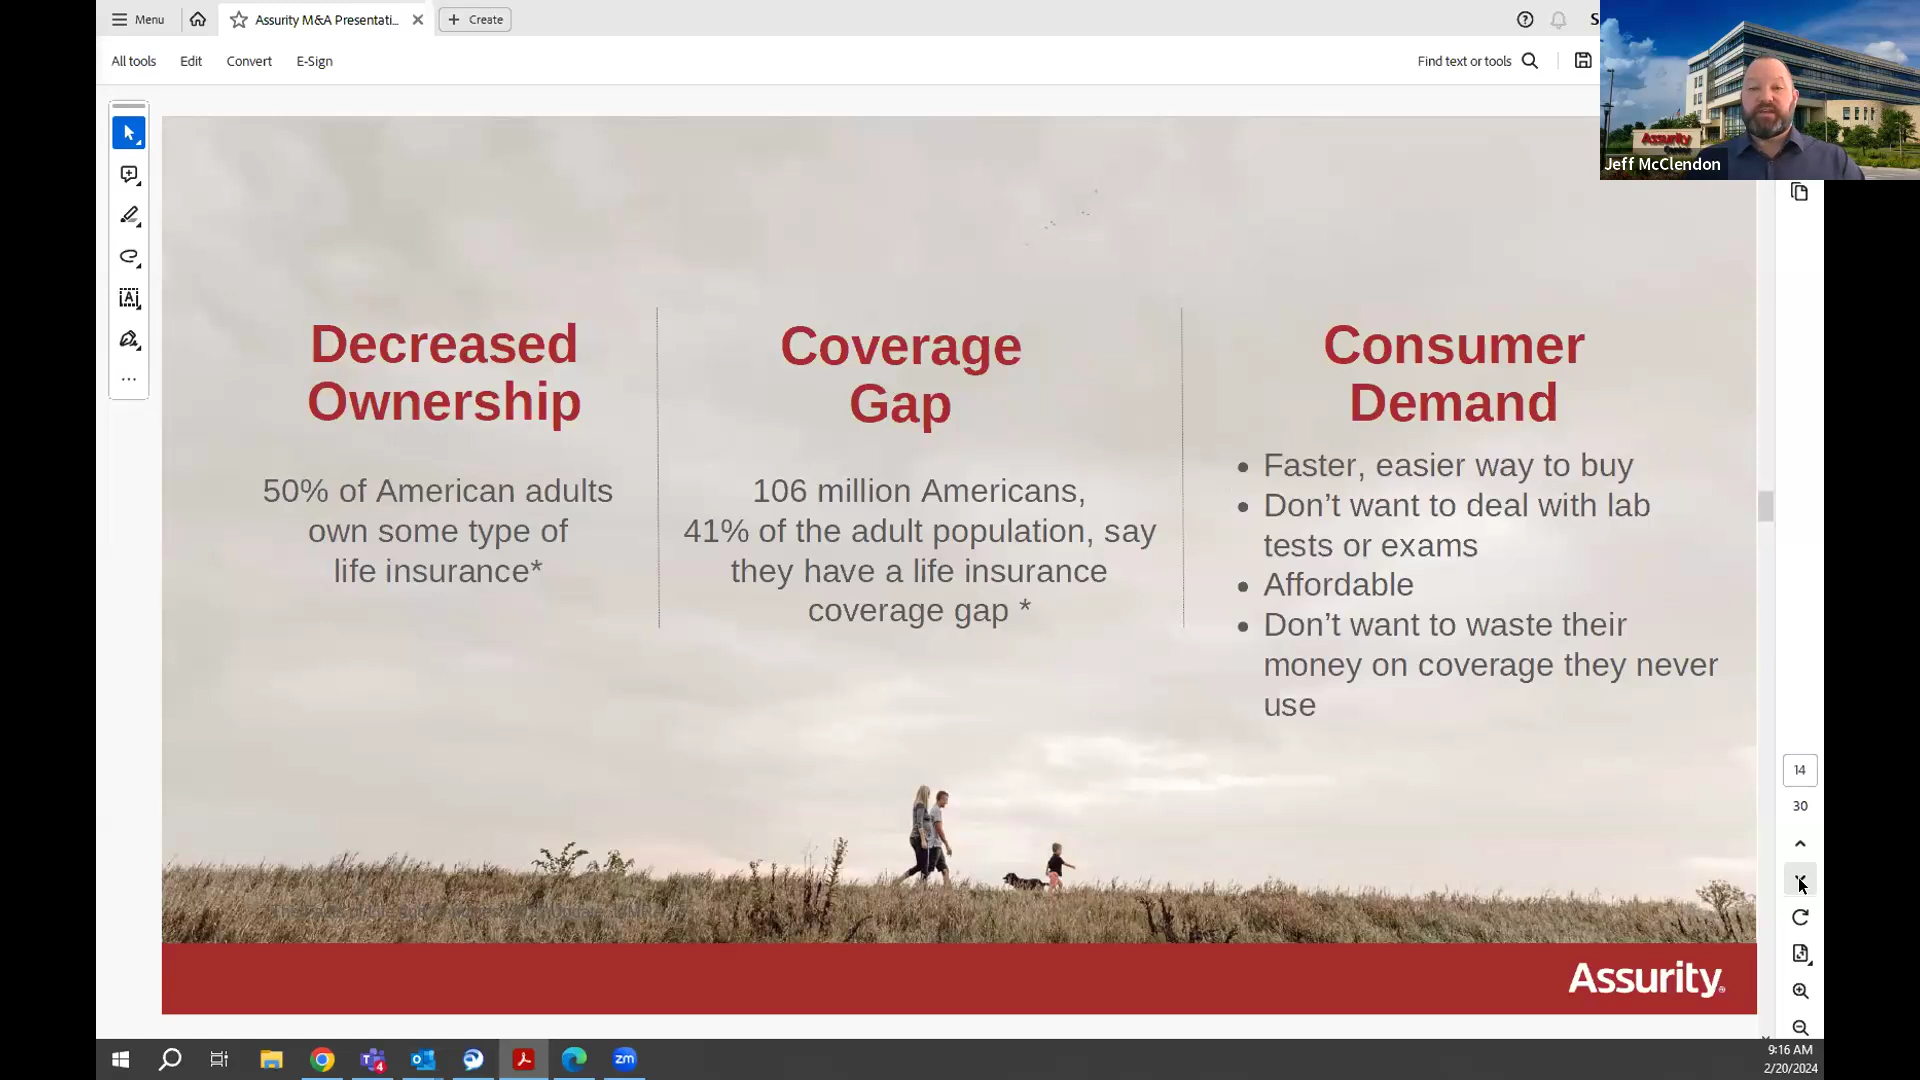 Menu
Assurity M&A Presentati...
Create
All tools
Edit
Convert
E-Sign
Find text or tools
Assurity
Jeff McClendon
Decreased
Ownership
50% of American adults
own some type of
life insurance*
Coverage
Gap
106 million Americans,
41% of the adult population, say
they have a life insurance
coverage gap *
Consumer
Demand
• Faster, easier way to buy
• Don’t want to deal with lab
tests or exams
• Affordable
• Don’t want to waste their
money on coverage they never
use
14
30
Assurity®
4
zm
9:16 AM
2/20/2024